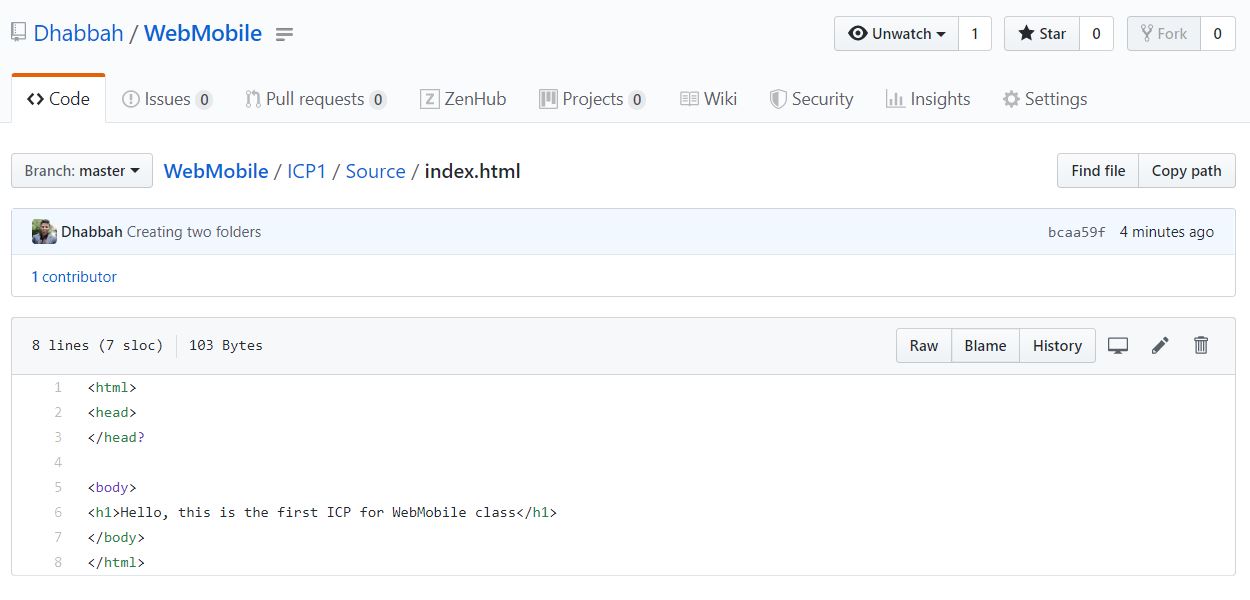 Dhabbah / WebMobile
Unwatch 1 Star 0 Fork 0
Code Issues 0 Pull requests 0 ZenHub Projects 0 Wiki Security Insights Settings
Branch: master WebMobile / ICP1 / Source / index.html Find file Copy path
Dhabbah Creating two folders bcaa59f 4 minutes ago
1 contributor
8 lines (7 sloc) 103 Bytes Raw Blame History
1 <html>
2 <head>
3 </head?
4
5 <body>
6 <h1>Hello, this is the first ICP for WebMobile class</h1>
7 </body>
8 </html>